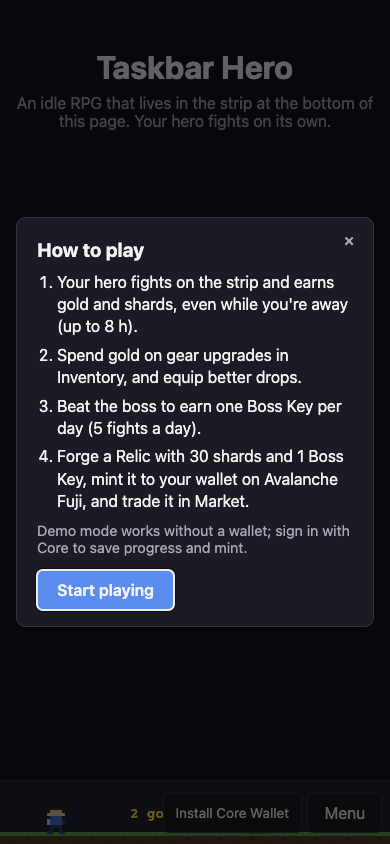 Taskbar Hero
An idle RPG that lives in the strip at the bottom of
this page. Your hero fights on its own.
How to play
×
1. Your hero fights on the strip and earns
gold and shards, even while you're away
(up to 8 h).
2. Spend gold on gear upgrades in
Inventory, and equip better drops.
3. Beat the boss to earn one Boss Key per
day (5 fights a day).
4. Forge a Relic with 30 shards and 1 Boss
Key, mint it to your wallet on Avalanche
Fuji, and trade it in Market.
Demo mode works without a wallet; sign in with
Core to save progress and mint.
Start playing
2 go
Install Core Wallet
Menu